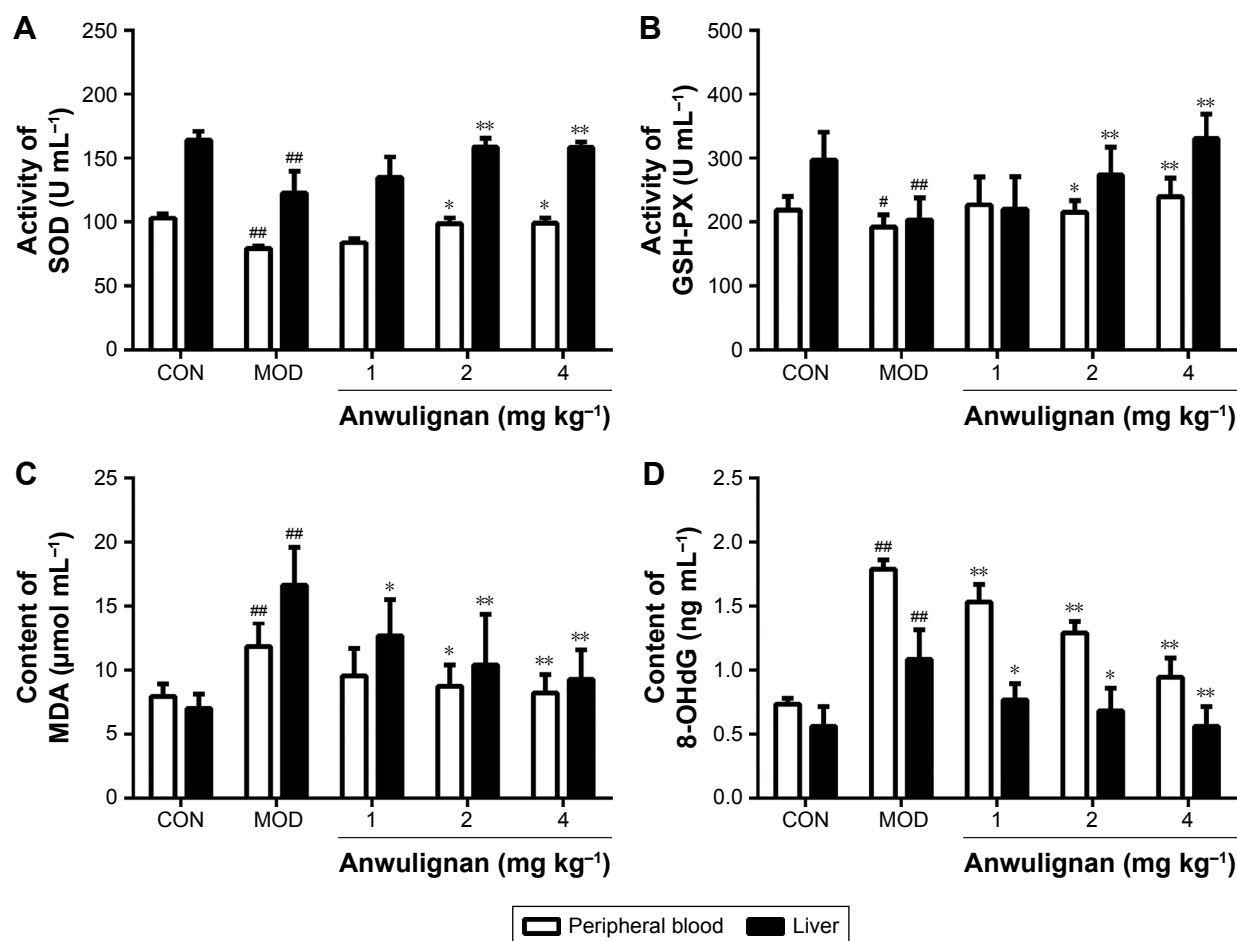 A
Activity of
SOD (U mL⁻¹)
250
200
150
100
50
0
##
##
*
**
*
**
CON MOD 1 2 4
Anwulignan (mg kg⁻¹)
B
Activity of
GSH-PX (U mL⁻¹)
500
400
300
200
100
0
#
##
*
**
**
**
CON MOD 1 2 4
Anwulignan (mg kg⁻¹)
C
Content of
MDA (µmol mL⁻¹)
25
20
15
10
5
0
##
##
*
*
**
**
**
CON MOD 1 2 4
Anwulignan (mg kg⁻¹)
D
Content of
8-OHdG (ng mL⁻¹)
2.5
2.0
1.5
1.0
0.5
0.0
##
##
**
*
**
*
**
**
CON MOD 1 2 4
Anwulignan (mg kg⁻¹)
Peripheral blood Liver